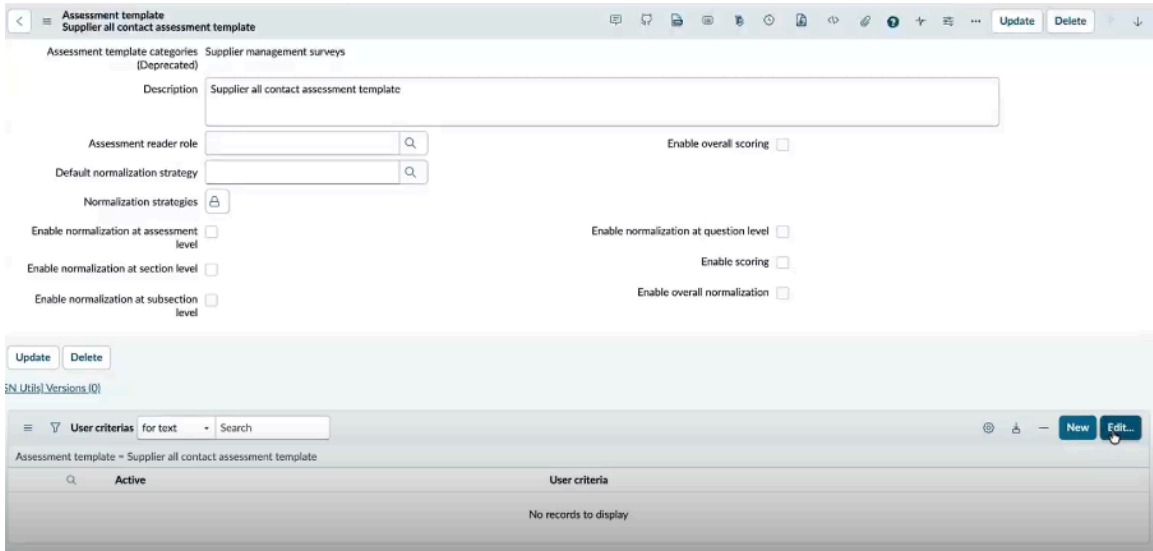 Assessment template
Supplier all contact assessment template
Update Delete
Assessment template categories Supplier management surveys
(Deprecated)
Description Supplier all contact assessment template
Assessment reader role
Enable overall scoring
Default normalization strategy
Normalization strategies
Enable normalization at assessment
level
Enable normalization at question level
Enable normalization at section level
Enable scoring
Enable normalization at subsection
level
Enable overall normalization
Update Delete
SN Utils] Versions (0)
User criterias for text Search New Edit...
Assessment template = Supplier all contact assessment template
Active User criteria
No records to display